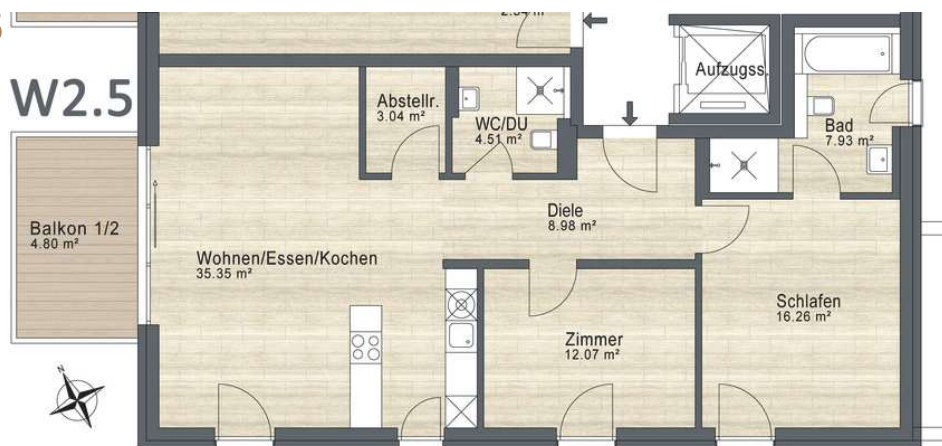 W2.5
Balkon 1/2
4.80 m²
Wohnen/Essen/Kochen
35.35 m²
Abstellr.
3.04 m²
WC/DU
4.51 m²
Diele
8.98 m²
Aufzugss.
Bad
7.93 m²
Zimmer
12.07 m²
Schlafen
16.26 m²
N